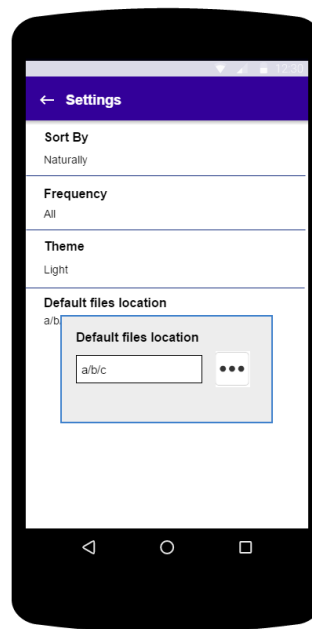 12:30
← Settings
Sort By
Naturally
Frequency
All
Theme
Light
Default files location
a/b
Default files location
a/b/c
•••